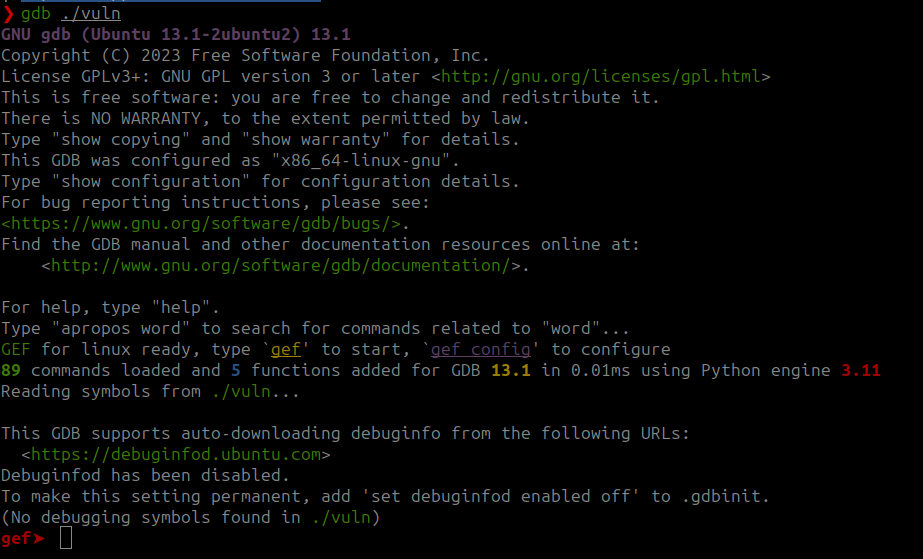 ❯ gdb ./vuln
GNU gdb (Ubuntu 13.1-2ubuntu2) 13.1
Copyright (C) 2023 Free Software Foundation, Inc.
License GPLv3+: GNU GPL version 3 or later <http://gnu.org/licenses/gpl.html>
This is free software: you are free to change and redistribute it.
There is NO WARRANTY, to the extent permitted by law.
Type "show copying" and "show warranty" for details.
This GDB was configured as "x86_64-linux-gnu".
Type "show configuration" for configuration details.
For bug reporting instructions, please see:
<https://www.gnu.org/software/gdb/bugs/>.
Find the GDB manual and other documentation resources online at:
    <http://www.gnu.org/software/gdb/documentation/>.
For help, type "help".
Type "apropos word" to search for commands related to "word"...
GEF for linux ready, type `gef' to start, `gef config' to configure
89 commands loaded and 5 functions added for GDB 13.1 in 0.01ms using Python engine 3.11
Reading symbols from ./vuln...
This GDB supports auto-downloading debuginfo from the following URLs:
  <https://debuginfod.ubuntu.com>
Debuginfod has been disabled.
To make this setting permanent, add 'set debuginfod enabled off' to .gdbinit.
(No debugging symbols found in ./vuln)
gef➤